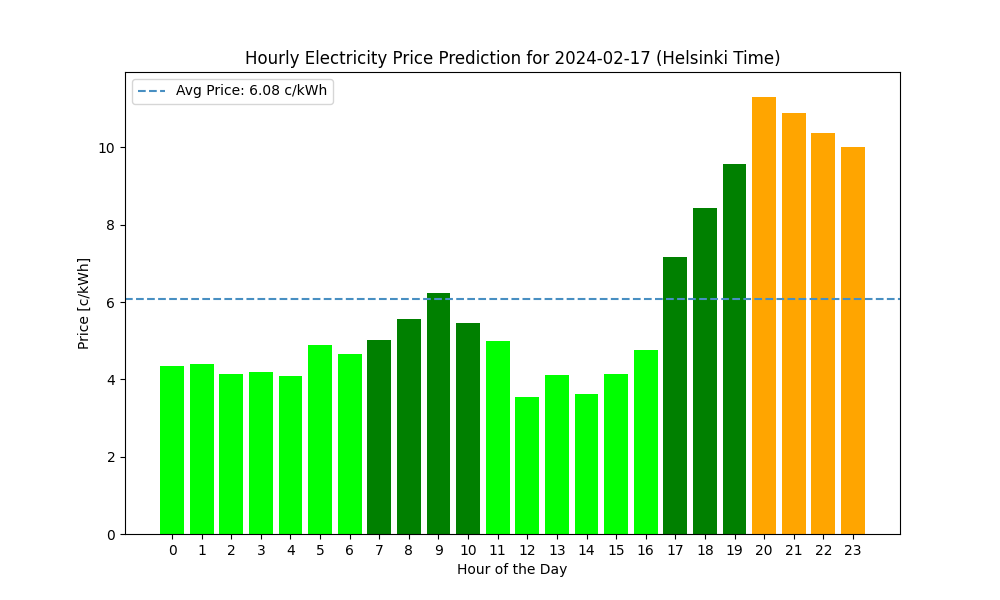 Hourly Electricity Price Prediction for 2024-02-17 (Helsinki Time)
Avg Price: 6.08 c/kWh
10
8
6
4
2
0
Price [c/kWh]
0 1 2 3 4 5 6 7 8 9 10 11 12 13 14 15 16 17 18 19 20 21 22 23
Hour of the Day